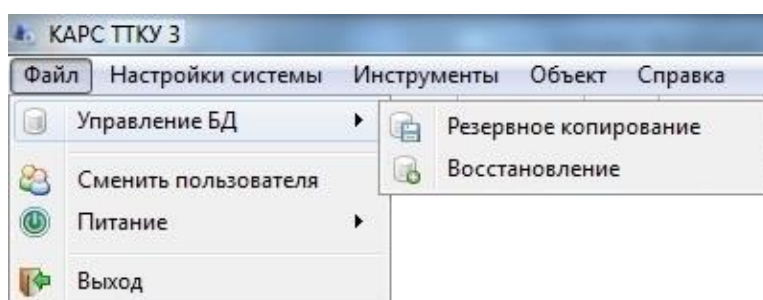 КАРС ТТКУ 3
Файл Настройки системы Инструменты Объект Справка
Управление БД
Резервное копирование
Восстановление
Сменить пользователя
Питание
Выход